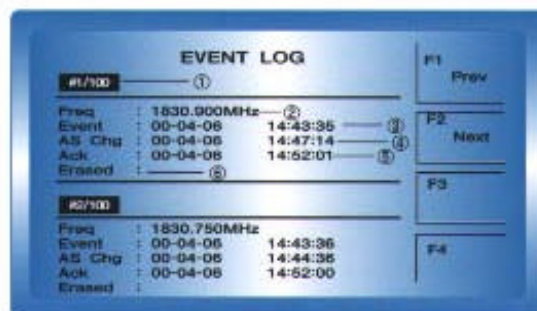 EVENT LOG
#1/100 ①
Freq : 1830.900MHz ②
Event : 00-04-06 14:43:35 ③
AS Chg : 00-04-06 14:47:14 ④
Ack : 00-04-06 14:52:01 ⑤
Erased : ⑥
#2/100
Freq : 1830.750MHz
Event : 00-04-06 14:43:36
AS Chg : 00-04-06 14:44:36
Ack : 00-04-06 14:52:00
Erased :
F1
Prev
F2
Next
F3
F4